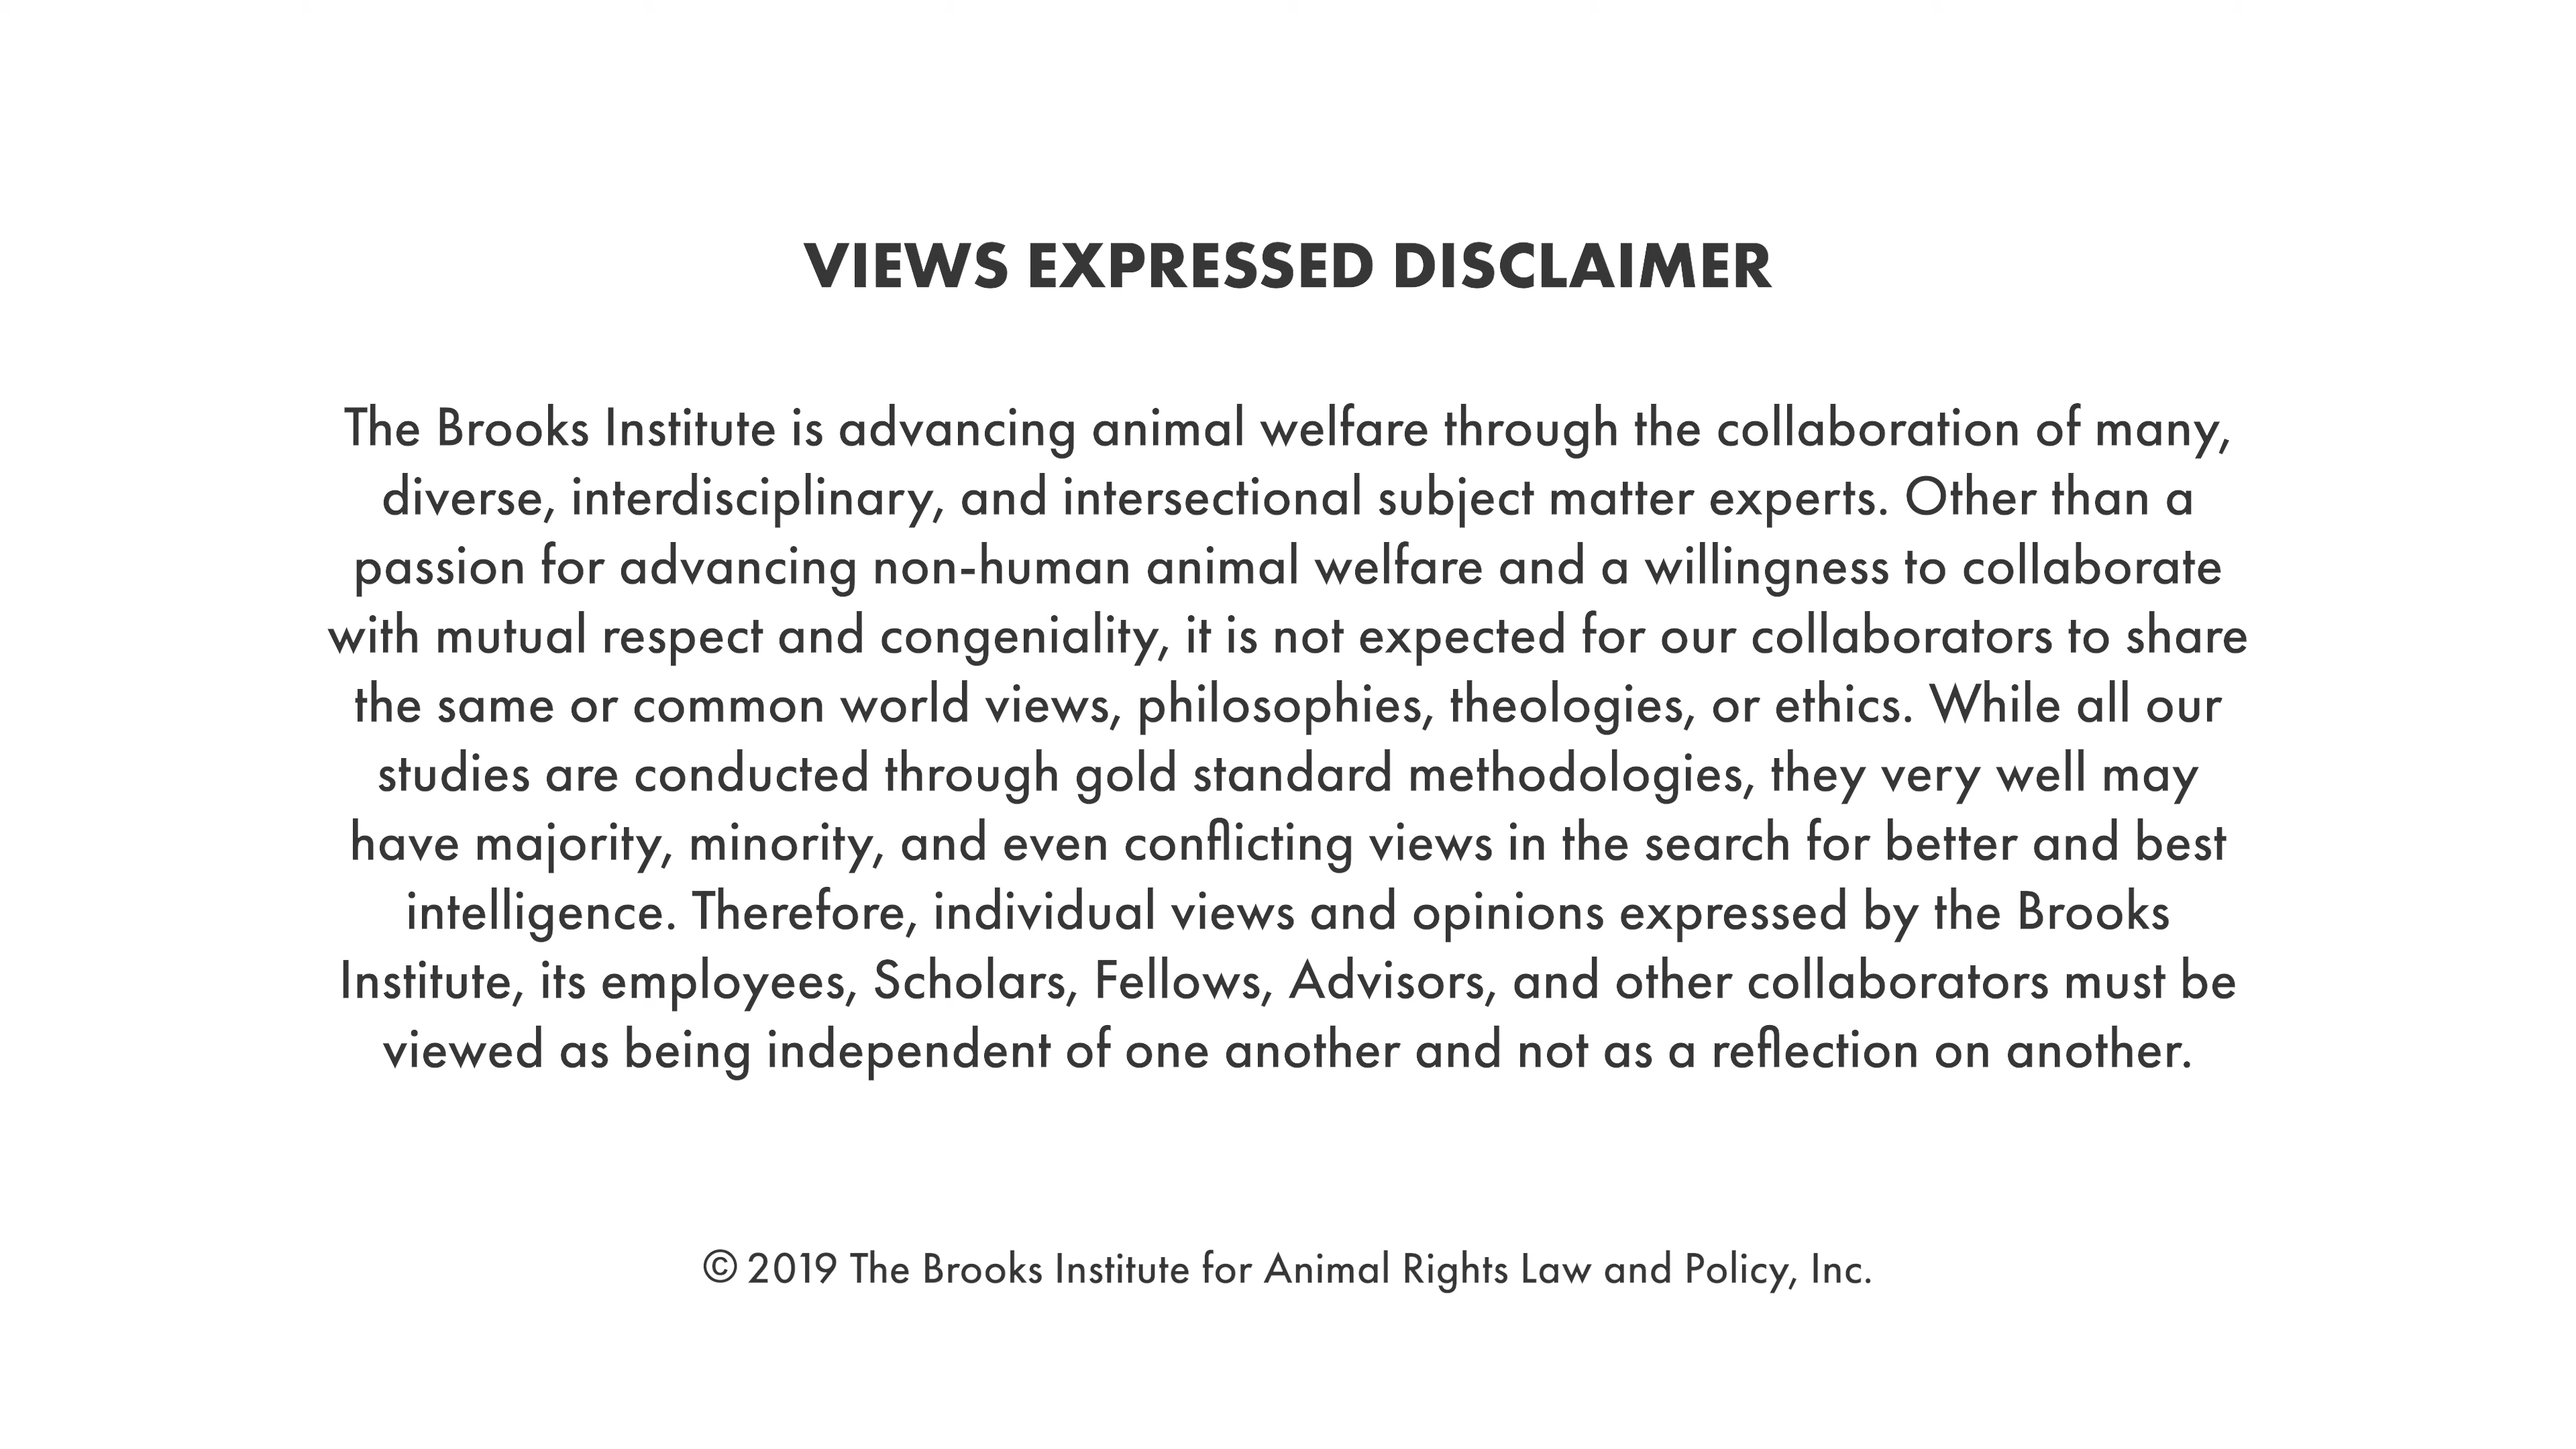 VIEWS EXPRESSED DISCLAIMER
The Brooks Institute is advancing animal welfare through the collaboration of many,
diverse, interdisciplinary, and intersectional subject matter experts. Other than a
passion for advancing non-human animal welfare and a willingness to collaborate
with mutual respect and congeniality, it is not expected for our collaborators to share
the same or common world views, philosophies, theologies, or ethics. While all our
studies are conducted through gold standard methodologies, they very well may
have majority, minority, and even conflicting views in the search for better and best
intelligence. Therefore, individual views and opinions expressed by the Brooks
Institute, its employees, Scholars, Fellows, Advisors, and other collaborators must be
viewed as being independent of one another and not as a reflection on another.
© 2019 The Brooks Institute for Animal Rights Law and Policy, Inc.